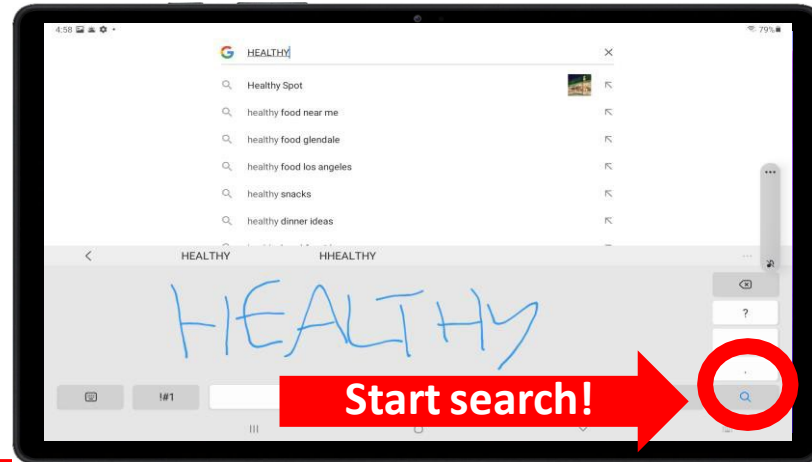 4:58 79%
HEALTHY
Healthy Spot
healthy food near me
healthy food glendale
healthy food los angeles
healthy snacks
healthy dinner ideas
HEALTHY HHEALTHY
HEALTHY
?
.
!#1
Start search!